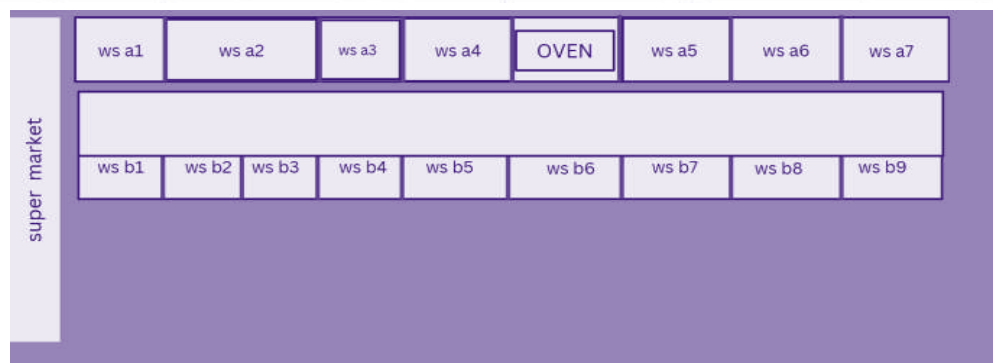 super market
ws a1
ws a2
ws a3
ws a4
OVEN
ws a5
ws a6
ws a7
ws b1
ws b2
ws b3
ws b4
ws b5
ws b6
ws b7
ws b8
ws b9